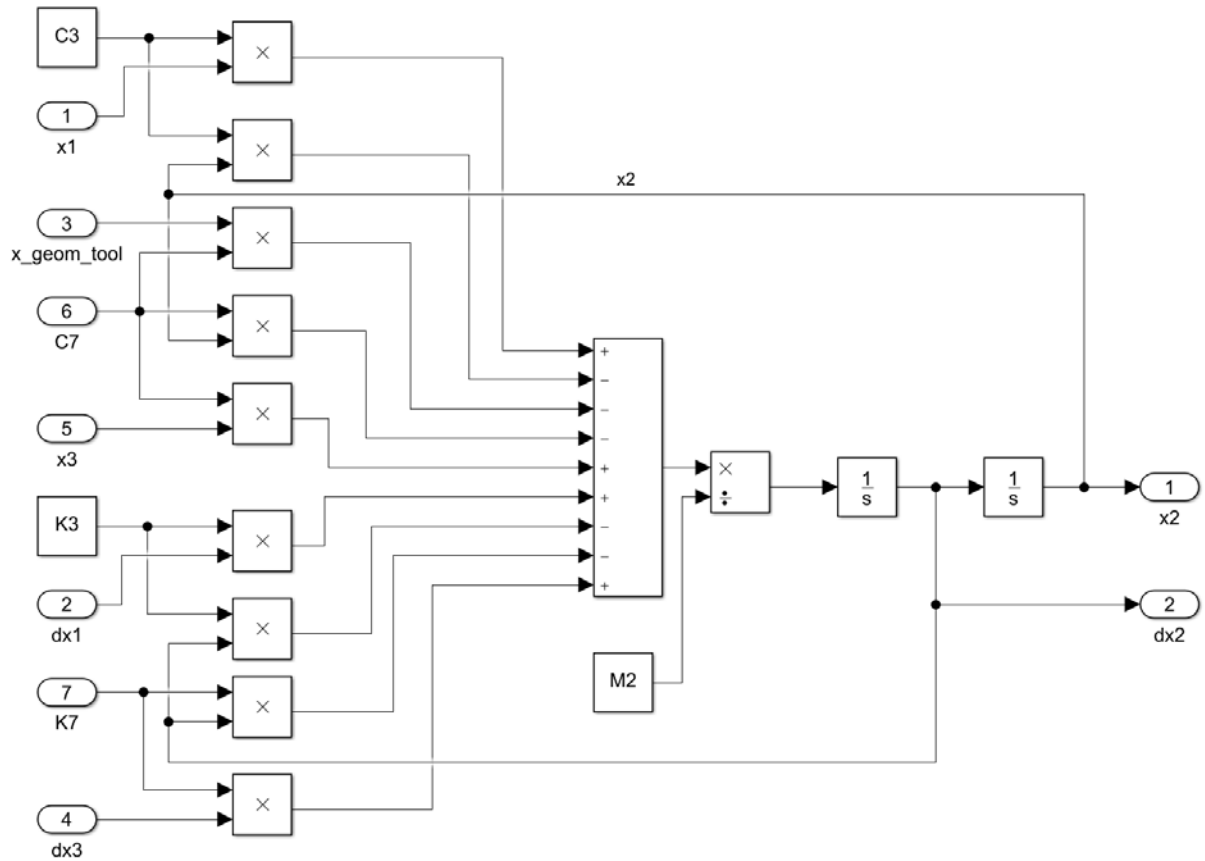 C3
×
1
x1
×
x2
3
x_geom_tool
×
6
C7
×
5
x3
×
+
−
−
−
+
+
−
−
+
×
÷
1
s
1
s
1
x2
K3
×
2
dx1
×
2
dx2
M2
7
K7
×
4
dx3
×